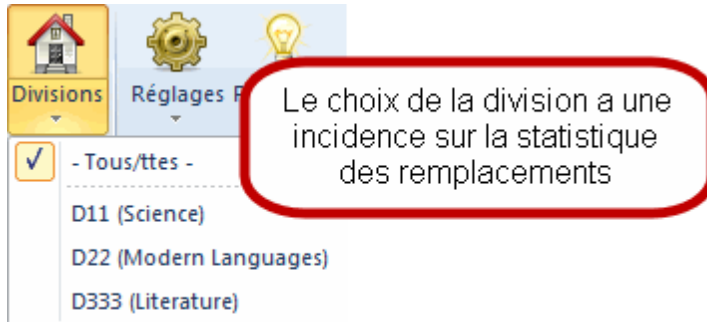 Divisions
Réglages
Le choix de la division a une
incidence sur la statistique
des remplacements
- Tous/ttes -
D11 (Science)
D22 (Modern Languages)
D333 (Literature)